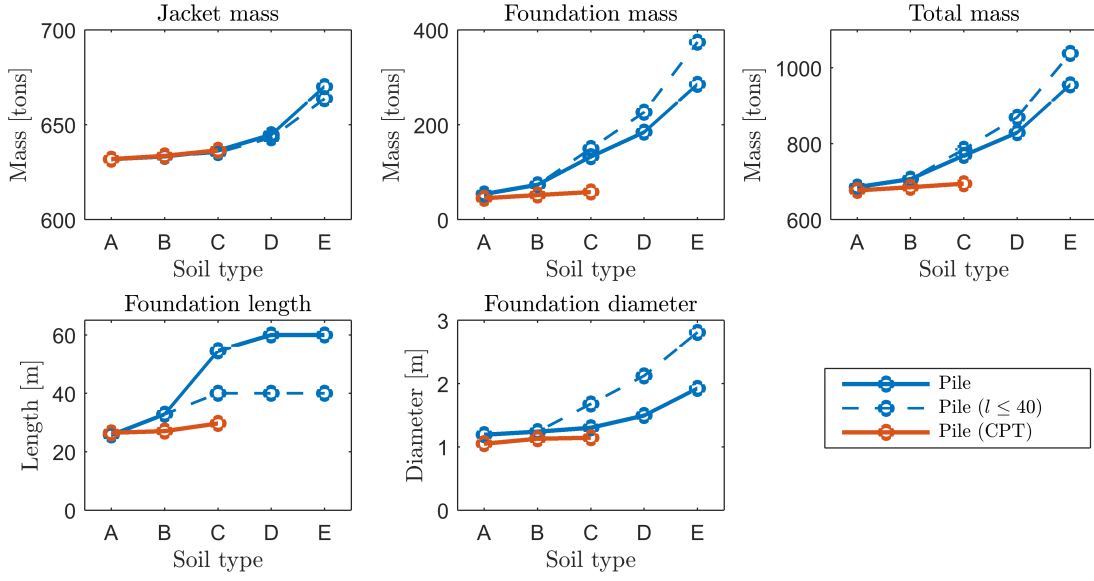 Jacket mass
700
650
600
Mass [tons]
A B C D E
Soil type
Foundation mass
400
200
0
Mass [tons]
A B C D E
Soil type
Total mass
1000
800
600
Mass [tons]
A B C D E
Soil type
Foundation length
60
40
20
0
Length [m]
A B C D E
Soil type
Foundation diameter
3
2
1
0
Diameter [m]
A B C D E
Soil type
Pile
Pile (l ≤ 40)
Pile (CPT)